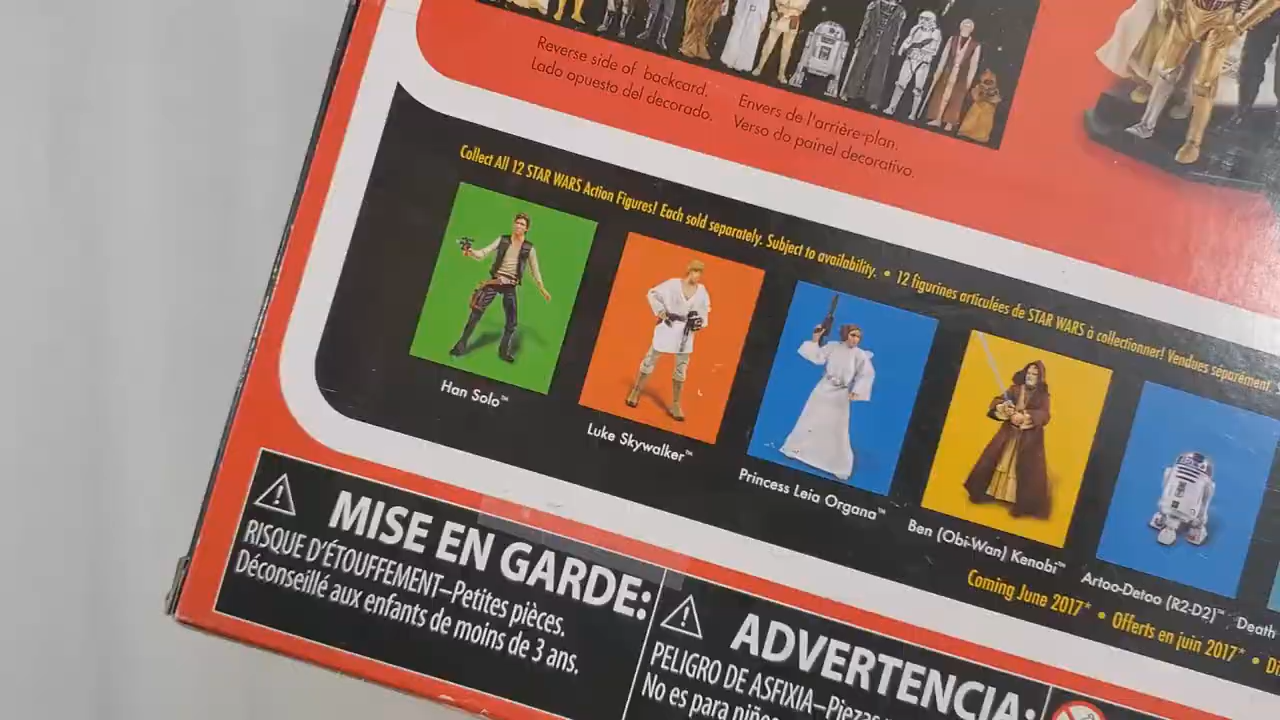 Reverse side of backcard.
Lado opuesto del decorado.
Envers de l'arrière-plan.
Verso do painel decorativo.
Collect All 12 STAR WARS Action Figures! Each sold separately. Subject to availability. • 12 figurines articulées de STAR WARS à collectionner! Vendues séparément.
Han Solo™
Luke Skywalker™
Princess Leia Organa™
Ben (Obi-Wan) Kenobi™
Artoo-Detoo (R2-D2)™
Death
Coming June 2017* • Offerts en juin 2017* •
MISE EN GARDE:
RISQUE D'ÉTOUFFEMENT–Petites pièces.
Déconseillé aux enfants de moins de 3 ans.
ADVERTENCIA:
PELIGRO DE ASFIXIA–Piezas
No es para niños